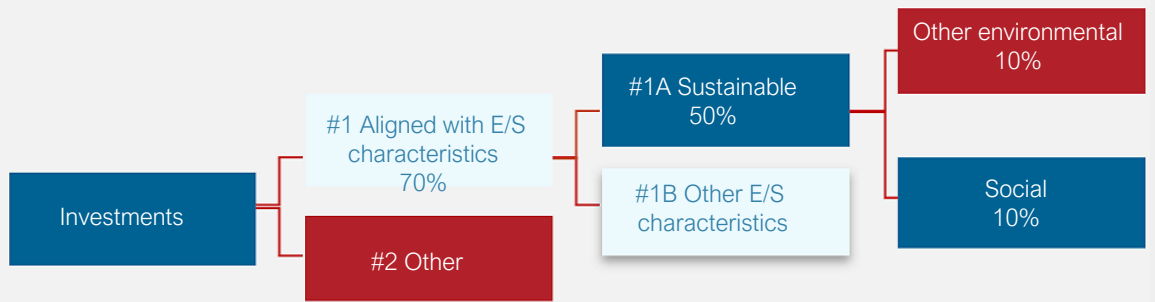 Investments
#1 Aligned with E/S
characteristics
70%
#2 Other
#1A Sustainable
50%
#1B Other E/S
characteristics
Other environmental
10%
Social
10%